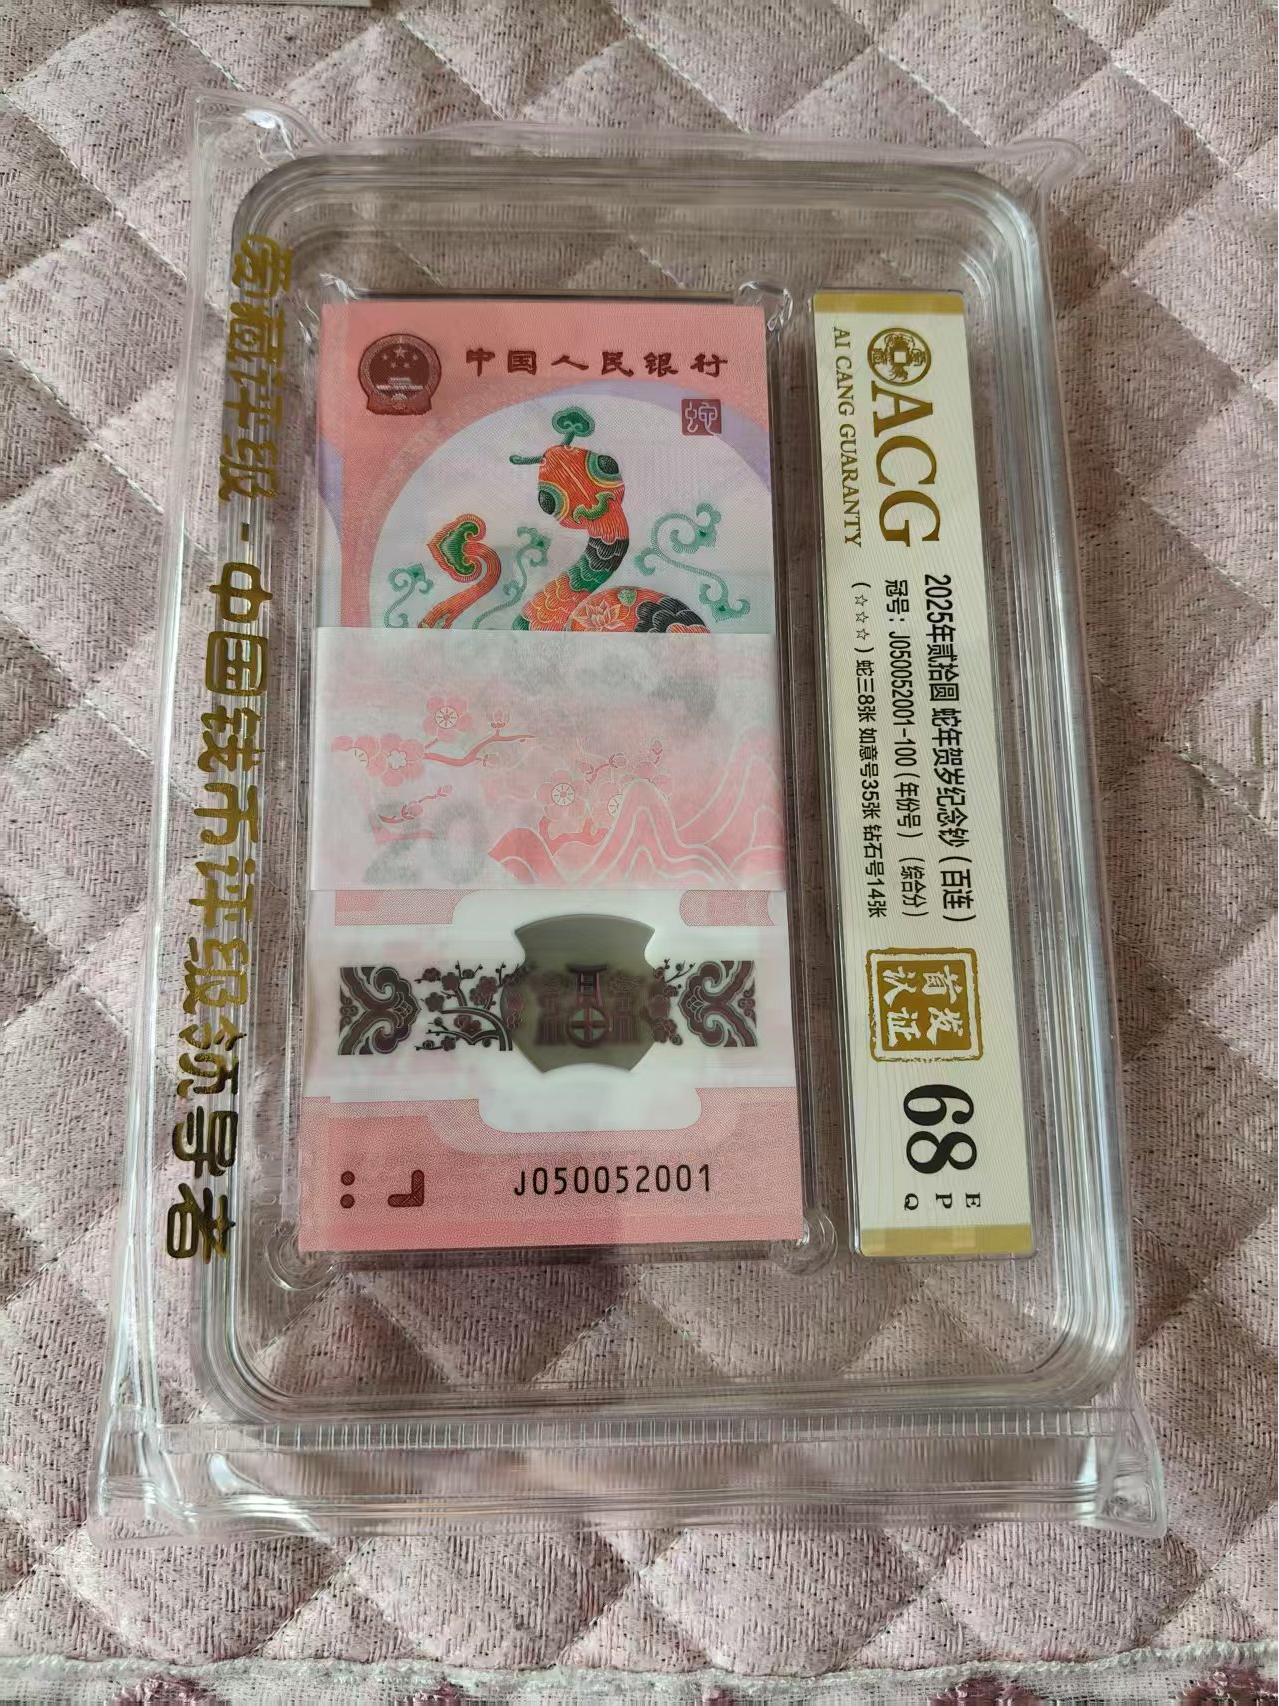 爱藏评级-中国钱币评级领导者
中国人民银行
蛇
J050052001
ACG
AI CANG GUARANTY
2025年贰拾圆 蛇年贺岁纪念钞（百连）
冠号：J050052001-100（年份号）（综合分）
（☆☆☆）蛇三8张 如意号35张 钻石号14张
首发
认证
68
E
P
Q